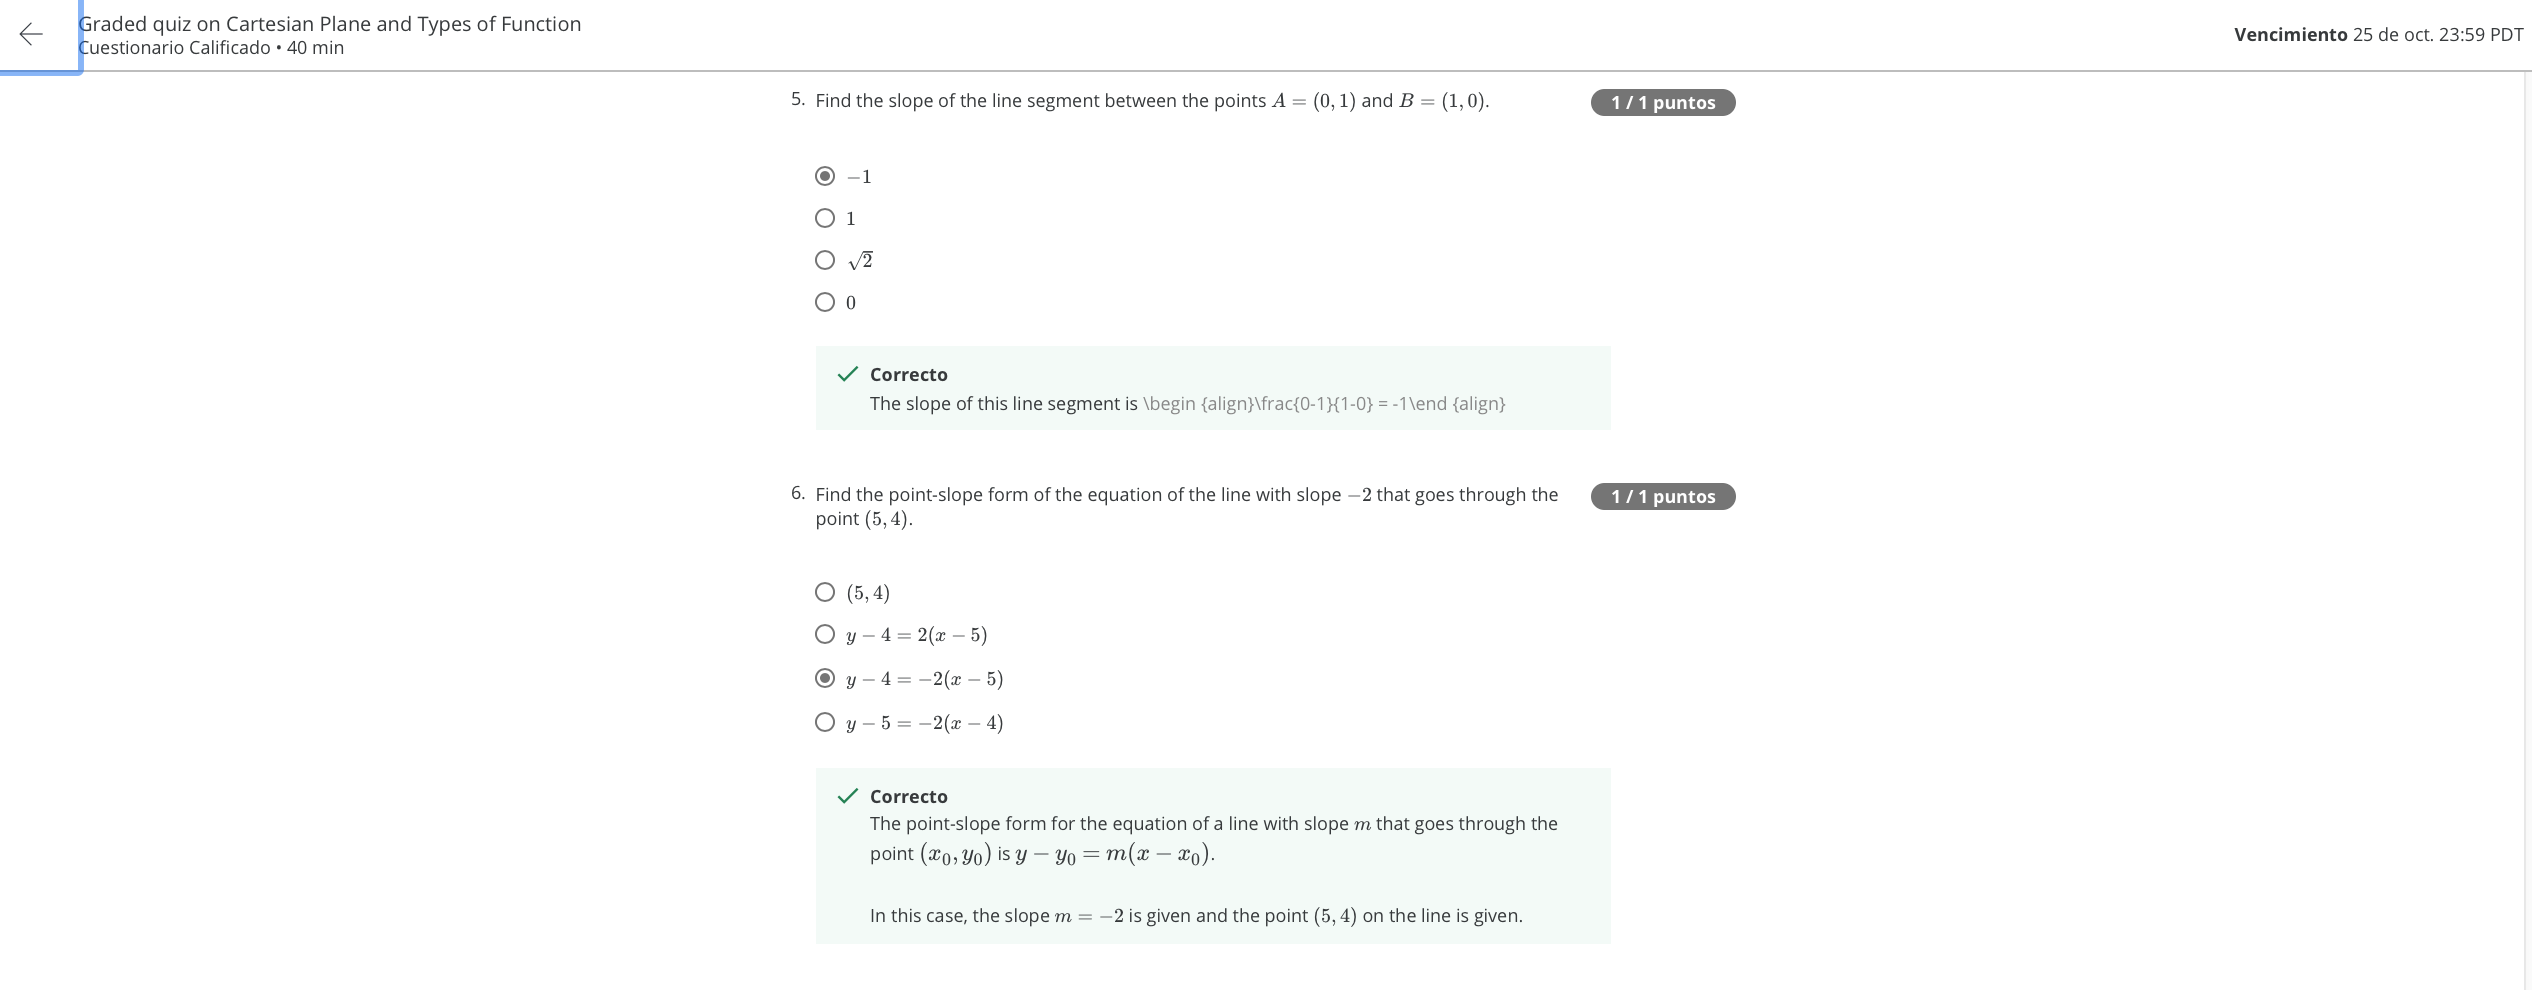 Graded quiz on Cartesian Plane and Types of Function
Cuestionario Calificado • 40 min
Vencimiento 25 de oct. 23:59 PDT
5. Find the slope of the line segment between the points A = (0, 1) and B = (1, 0).
1 / 1 puntos
−1
1
√2
0
Correcto
The slope of this line segment is \begin {align}\frac{0-1}{1-0} = -1\end {align}
6. Find the point-slope form of the equation of the line with slope −2 that goes through the
point (5, 4).
1 / 1 puntos
(5, 4)
y − 4 = 2(x − 5)
y − 4 = −2(x − 5)
y − 5 = −2(x − 4)
Correcto
The point-slope form for the equation of a line with slope m that goes through the
point (x₀, y₀) is y − y₀ = m(x − x₀).
In this case, the slope m = −2 is given and the point (5, 4) on the line is given.